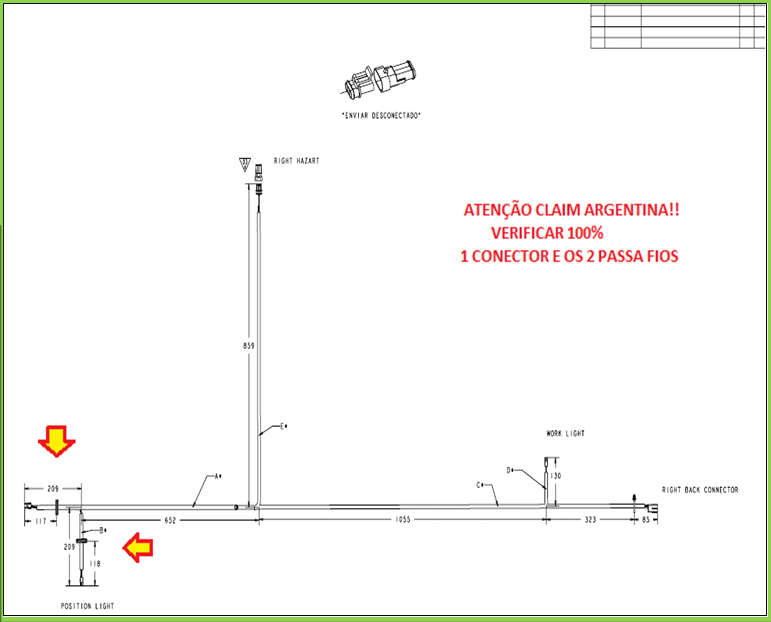 "ENVIAR DESCONECTADO"
RIGHT HAZART
ATENÇÃO CLAIM ARGENTINA!!
VERIFICAR 100%
1 CONECTOR E OS 2 PASSA FIOS
859
E*
WORK LIGHT
209
A*
D*
130
C*
RIGHT BACK CONNECTOR
117
652
1055
323
85
B*
209
118
POSITION LIGHT